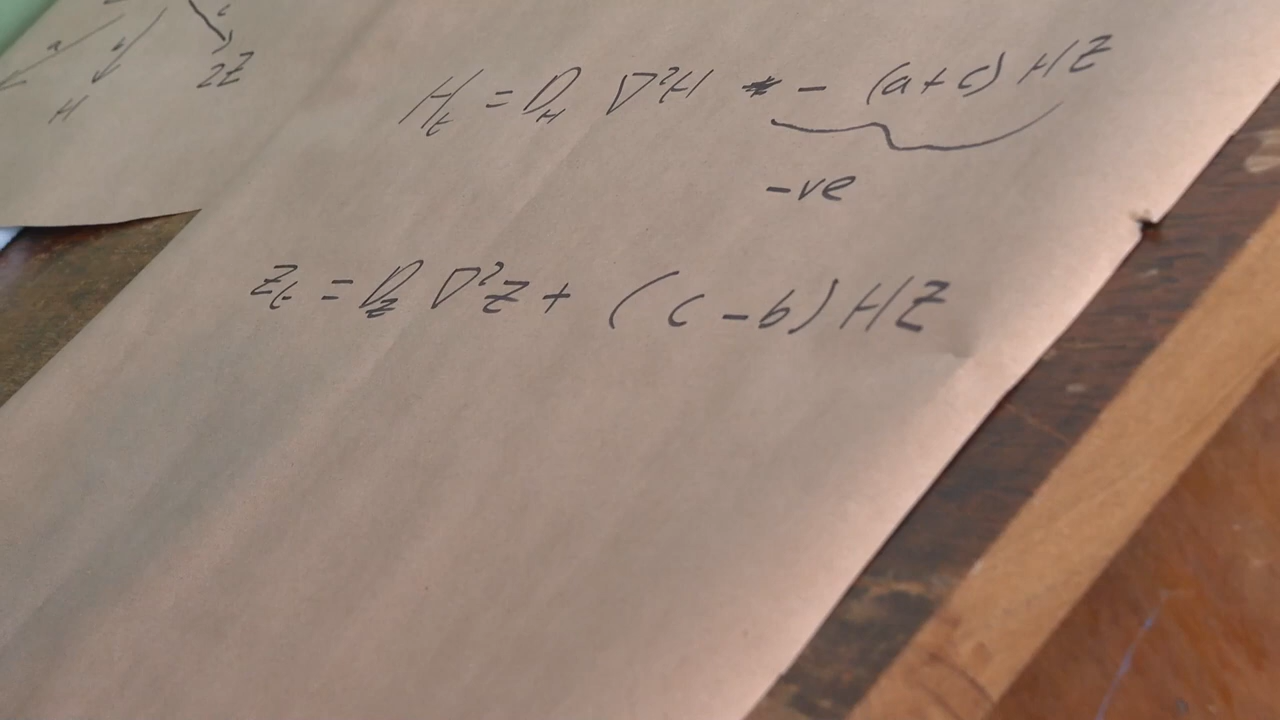 a b c
H 2Z
H_t = D_H ∇²H - (a+c) HZ
-ve
Z_t = D_Z ∇²Z + (c-b) HZ